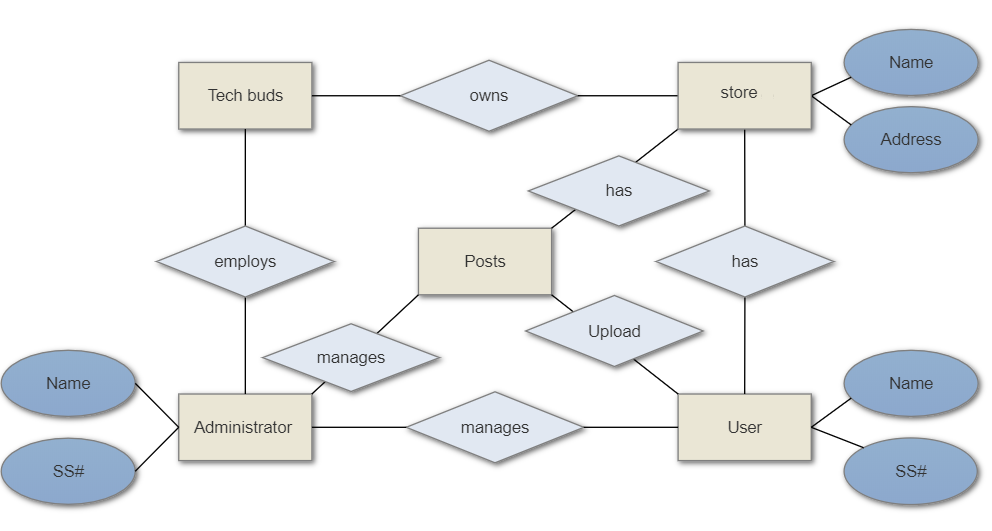 Name
Tech buds
owns
store
Address
has
employs
Posts
has
Upload
manages
Name
Name
Administrator
manages
User
SS#
SS#